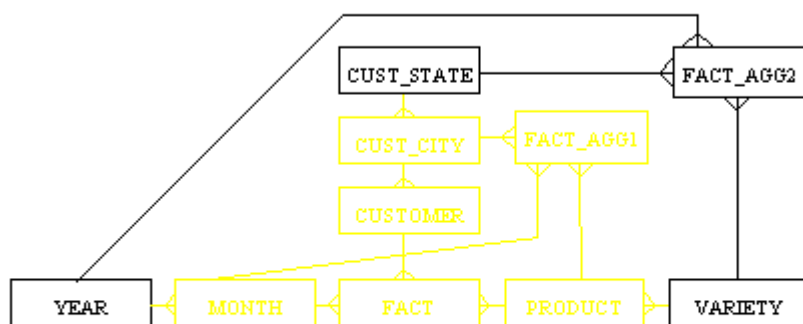 CUST_STATE
FACT_AGG2
CUST_CITY
FACT_AGG1
CUSTOMER
YEAR
MONTH
FACT
PRODUCT
VARIETY